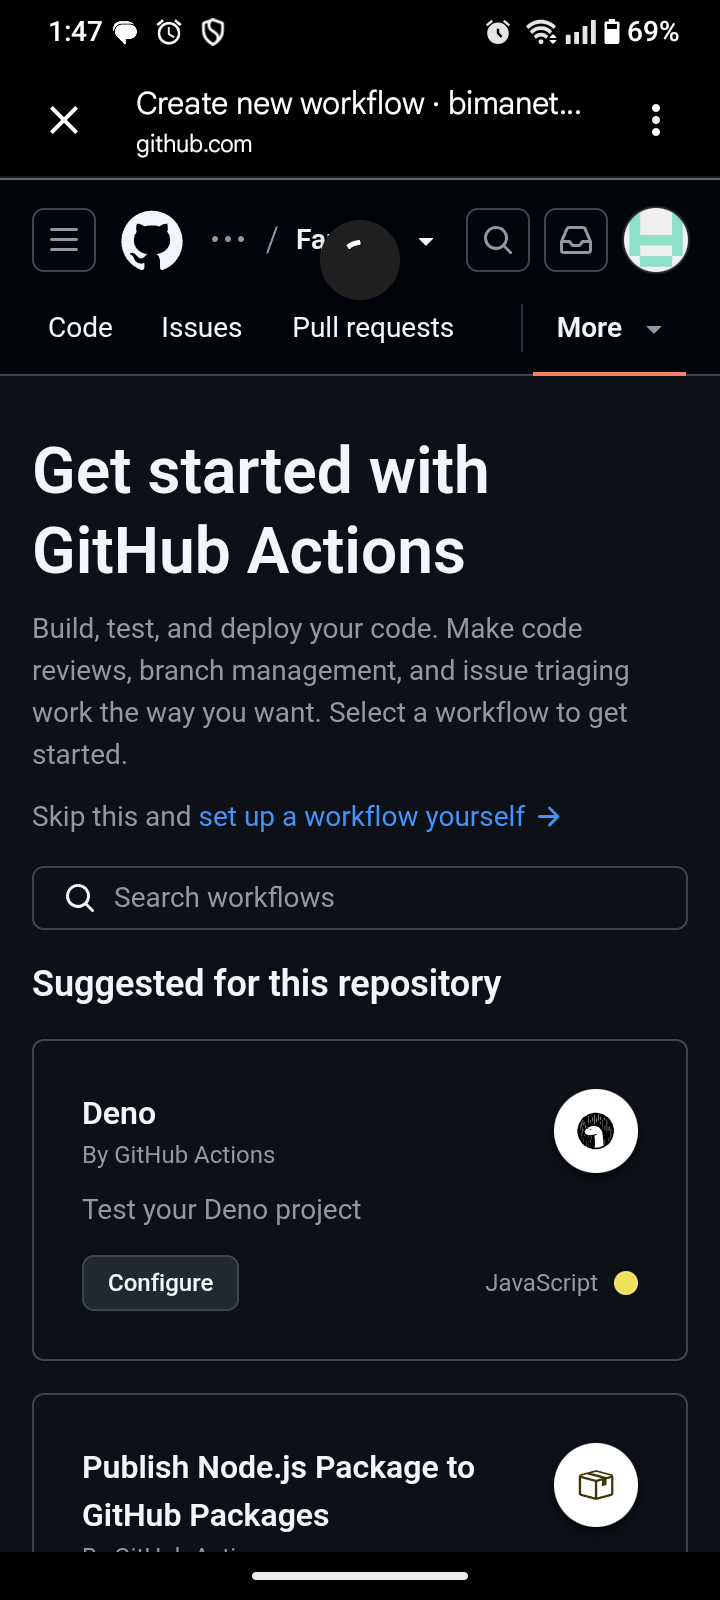 1:47
69%
Create new workflow · bimanet...
github.com
··· / Fa
Code Issues Pull requests More
Get started with
GitHub Actions
Build, test, and deploy your code. Make code
reviews, branch management, and issue triaging
work the way you want. Select a workflow to get
started.
Skip this and set up a workflow yourself →
Search workflows
Suggested for this repository
Deno
By GitHub Actions
Test your Deno project
Configure
JavaScript
Publish Node.js Package to
GitHub Packages